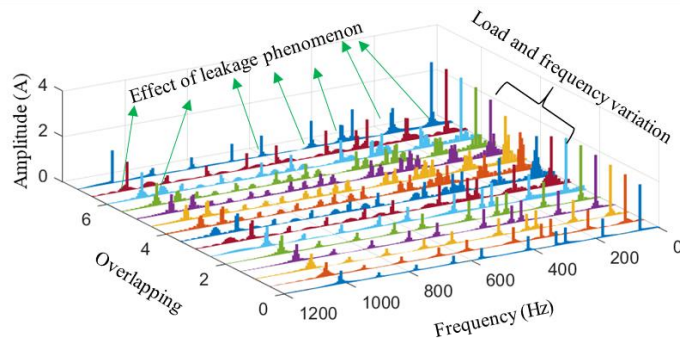 Effect of leakage phenomenon
Load and frequency variation
Amplitude (A)
4
2
0
6
4
2
0
Overlapping
1200
1000
800
600
400
200
0
Frequency (Hz)